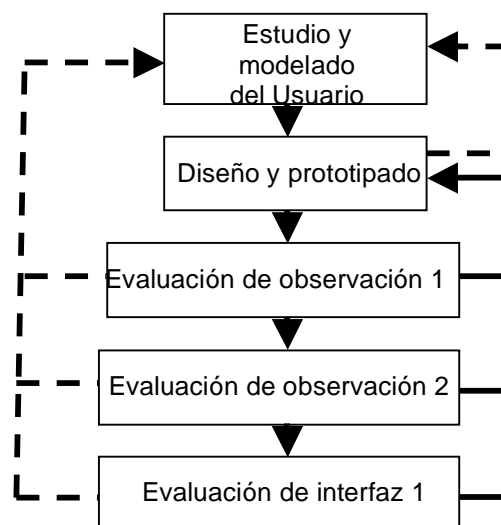 Estudio y
modelado
del Usuario
Diseño y prototipado
Evaluación de observación 1
Evaluación de observación 2
Evaluación de interfaz 1